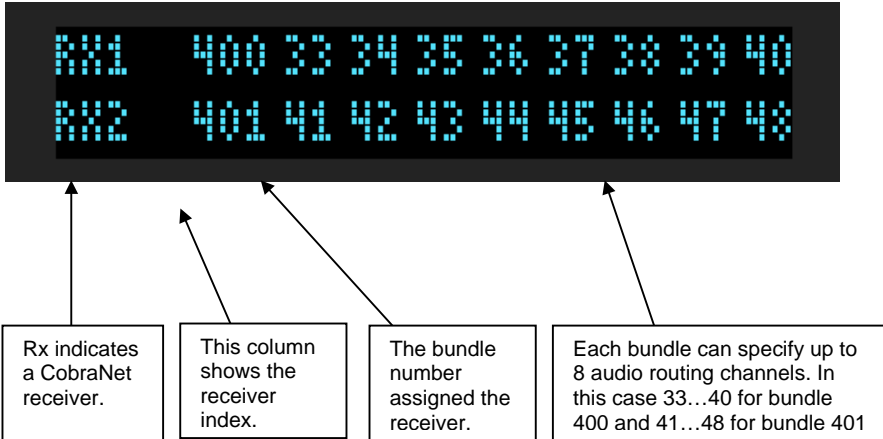 RX1 400 33 34 35 36 37 38 39 40
RX2 401 41 42 43 44 45 46 47 48
Rx indicates
a CobraNet
receiver.
This column
shows the
receiver
index.
The bundle
number
assigned the
receiver.
Each bundle can specify up to
8 audio routing channels. In
this case 33…40 for bundle
400 and 41…48 for bundle 401